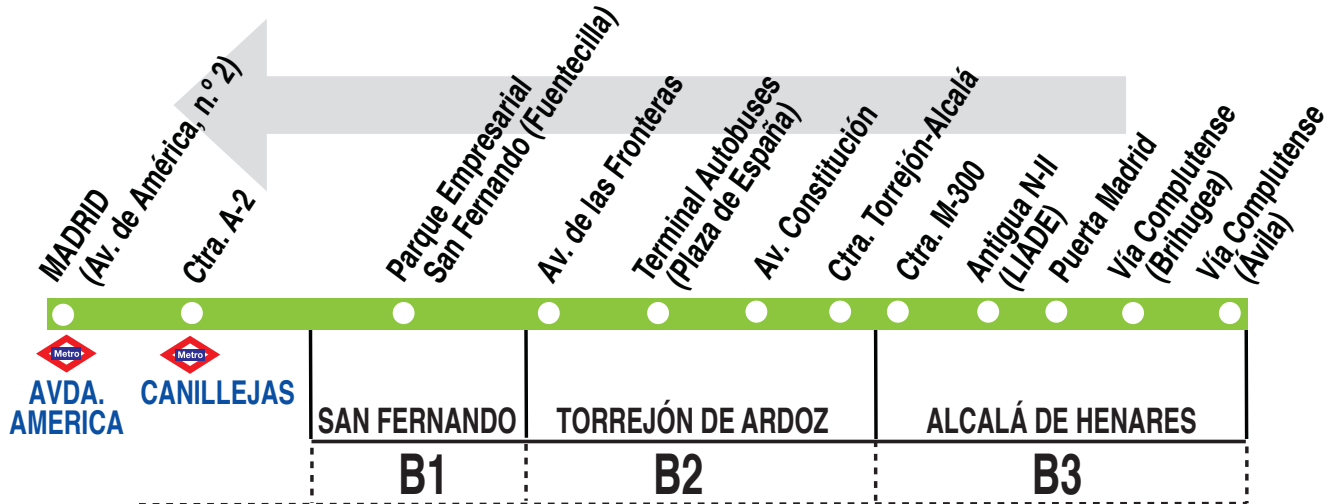 MADRID
(Av. de América, n.º 2)
Ctra. A-2
Parque Empresarial
San Fernando (Fuentecilla)
Av. de las Fronteras
Terminal Autobuses
(Plaza de España)
Av. Constitución
Ctra. Torrejón-Alcalá
Ctra. M-300
Antigua N-II
(LIADE)
Puerta Madrid
Vía Complutense
(Brihugea)
Vía Complutense
(Ávila)
Metro
Metro
AVDA.
AMERICA
CANILLEJAS
SAN FERNANDO
TORREJÓN DE ARDOZ
ALCALÁ DE HENARES
B1
B2
B3